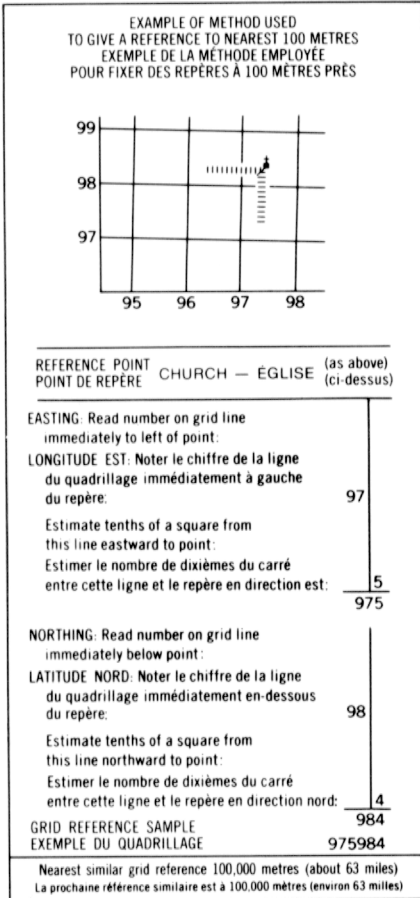 EXAMPLE OF METHOD USED
TO GIVE A REFERENCE TO NEAREST 100 METRES
EXEMPLE DE LA MÉTHODE EMPLOYÉE
POUR FIXER DES REPÈRES À 100 MÈTRES PRÈS
99
98
97
95 96 97 98
REFERENCE POINT
POINT DE REPÈRE
CHURCH — ÉGLISE
(as above)
(ci-dessus)
EASTING: Read number on grid line
immediately to left of point:
LONGITUDE EST: Noter le chiffre de la ligne
du quadrillage immédiatement à gauche
du repère: 97
Estimate tenths of a square from
this line eastward to point:
Estimer le nombre de dixièmes du carré
entre cette ligne et le repère en direction est: 5
975
NORTHING: Read number on grid line
immediately below point:
LATITUDE NORD: Noter le chiffre de la ligne
du quadrillage immédiatement en-dessous
du repère: 98
Estimate tenths of a square from
this line northward to point:
Estimer le nombre de dixièmes du carré
entre cette ligne et le repère en direction nord: 4
984
GRID REFERENCE SAMPLE
EXEMPLE DU QUADRILLAGE 975984
Nearest similar grid reference 100,000 metres (about 63 miles)
La prochaine référence similaire est à 100,000 mètres (environ 63 milles)